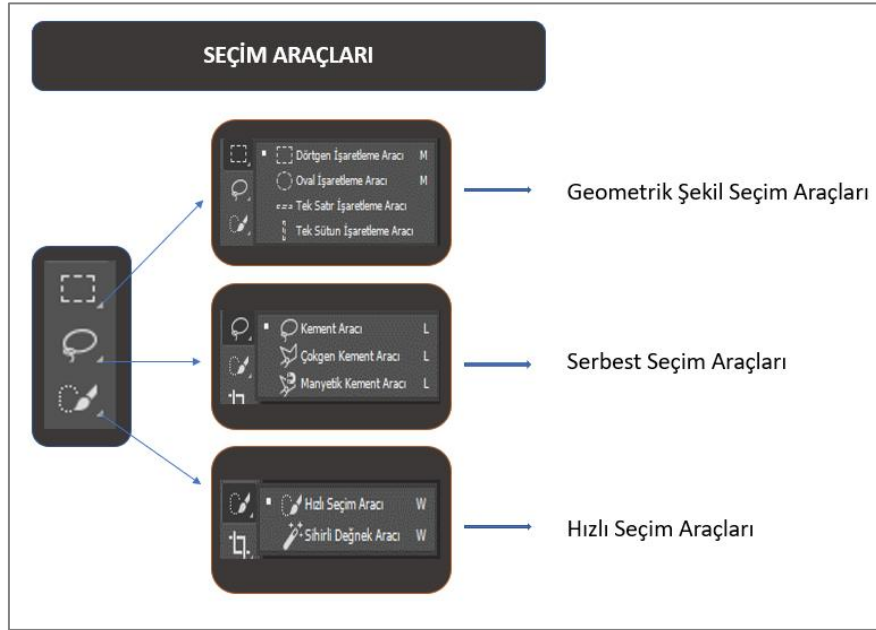 SEÇİM ARAÇLARI
Dörtgen İşaretleme Aracı M
Oval İşaretleme Aracı M
Tek Satır İşaretleme Aracı
Tek Sütun İşaretleme Aracı
Geometrik Şekil Seçim Araçları
Kement Aracı L
Çokgen Kement Aracı L
Manyetik Kement Aracı L
Serbest Seçim Araçları
Hızlı Seçim Aracı W
Sihirli Değnek Aracı W
Hızlı Seçim Araçları